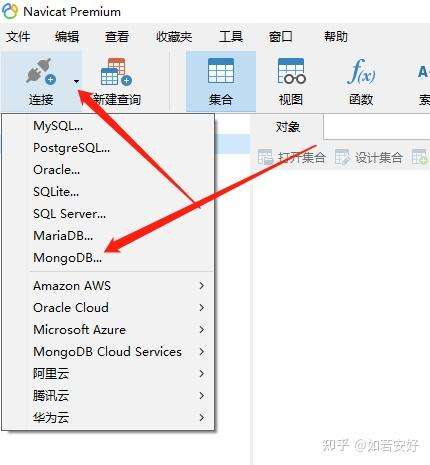 Navicat Premium
文件 编辑 查看 收藏夹 工具 窗口 帮助
连接 新建查询 集合 视图 函数
f(x)
对象
MySQL...
打开集合 设计集合
PostgreSQL...
Oracle...
SQLite...
SQL Server...
MariaDB...
MongoDB...
Amazon AWS
Oracle Cloud
Microsoft Azure
MongoDB Cloud Services
阿里云
腾讯云
华为云
知乎 @如若安好